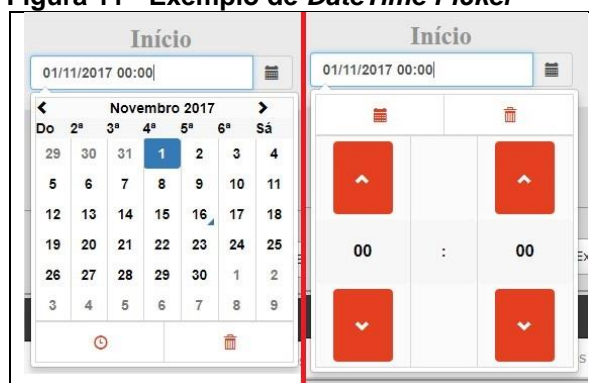 Figura 11 - Exemplo de DateTime Picker
Início
01/11/2017 00:00
Novembro 2017
Do 2ª 3ª 4ª 5ª 6ª Sá
29 30 31 1 2 3 4
5 6 7 8 9 10 11
12 13 14 15 16 17 18
19 20 21 22 23 24 25
26 27 28 29 30 1 2
3 4 5 6 7 8 9
Início
01/11/2017 00:00
00 : 00